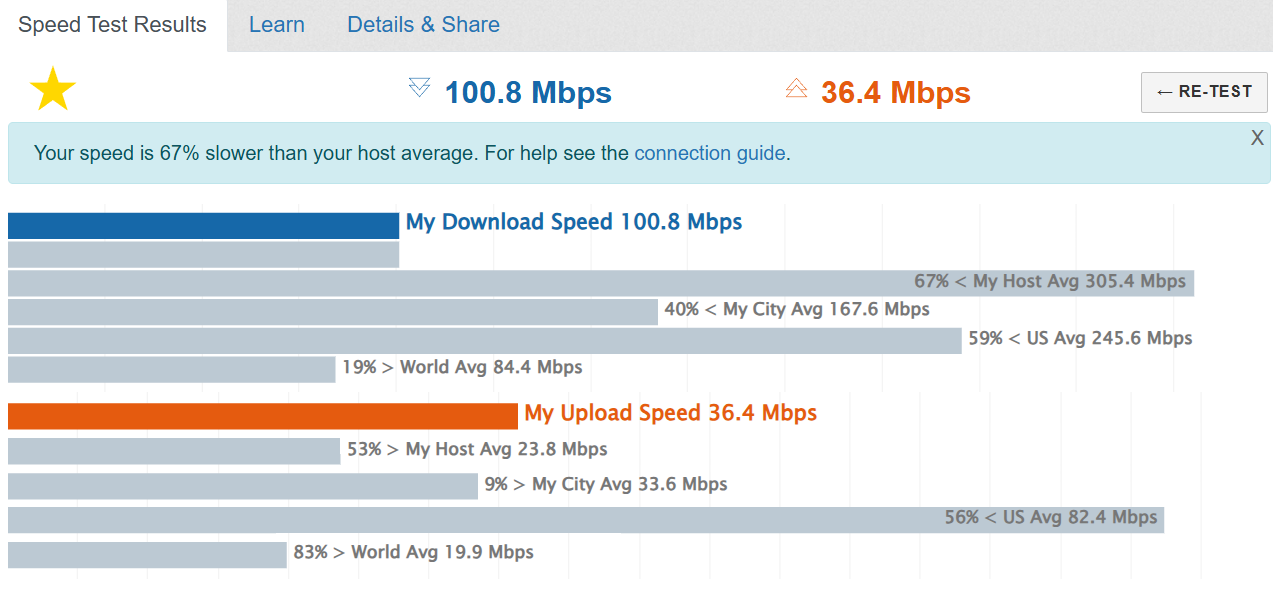 Speed Test Results Learn Details & Share
100.8 Mbps 36.4 Mbps ← RE-TEST
X
Your speed is 67% slower than your host average. For help see the connection guide.
My Download Speed 100.8 Mbps
67% < My Host Avg 305.4 Mbps
40% < My City Avg 167.6 Mbps
59% < US Avg 245.6 Mbps
19% > World Avg 84.4 Mbps
My Upload Speed 36.4 Mbps
53% > My Host Avg 23.8 Mbps
9% > My City Avg 33.6 Mbps
56% < US Avg 82.4 Mbps
83% > World Avg 19.9 Mbps